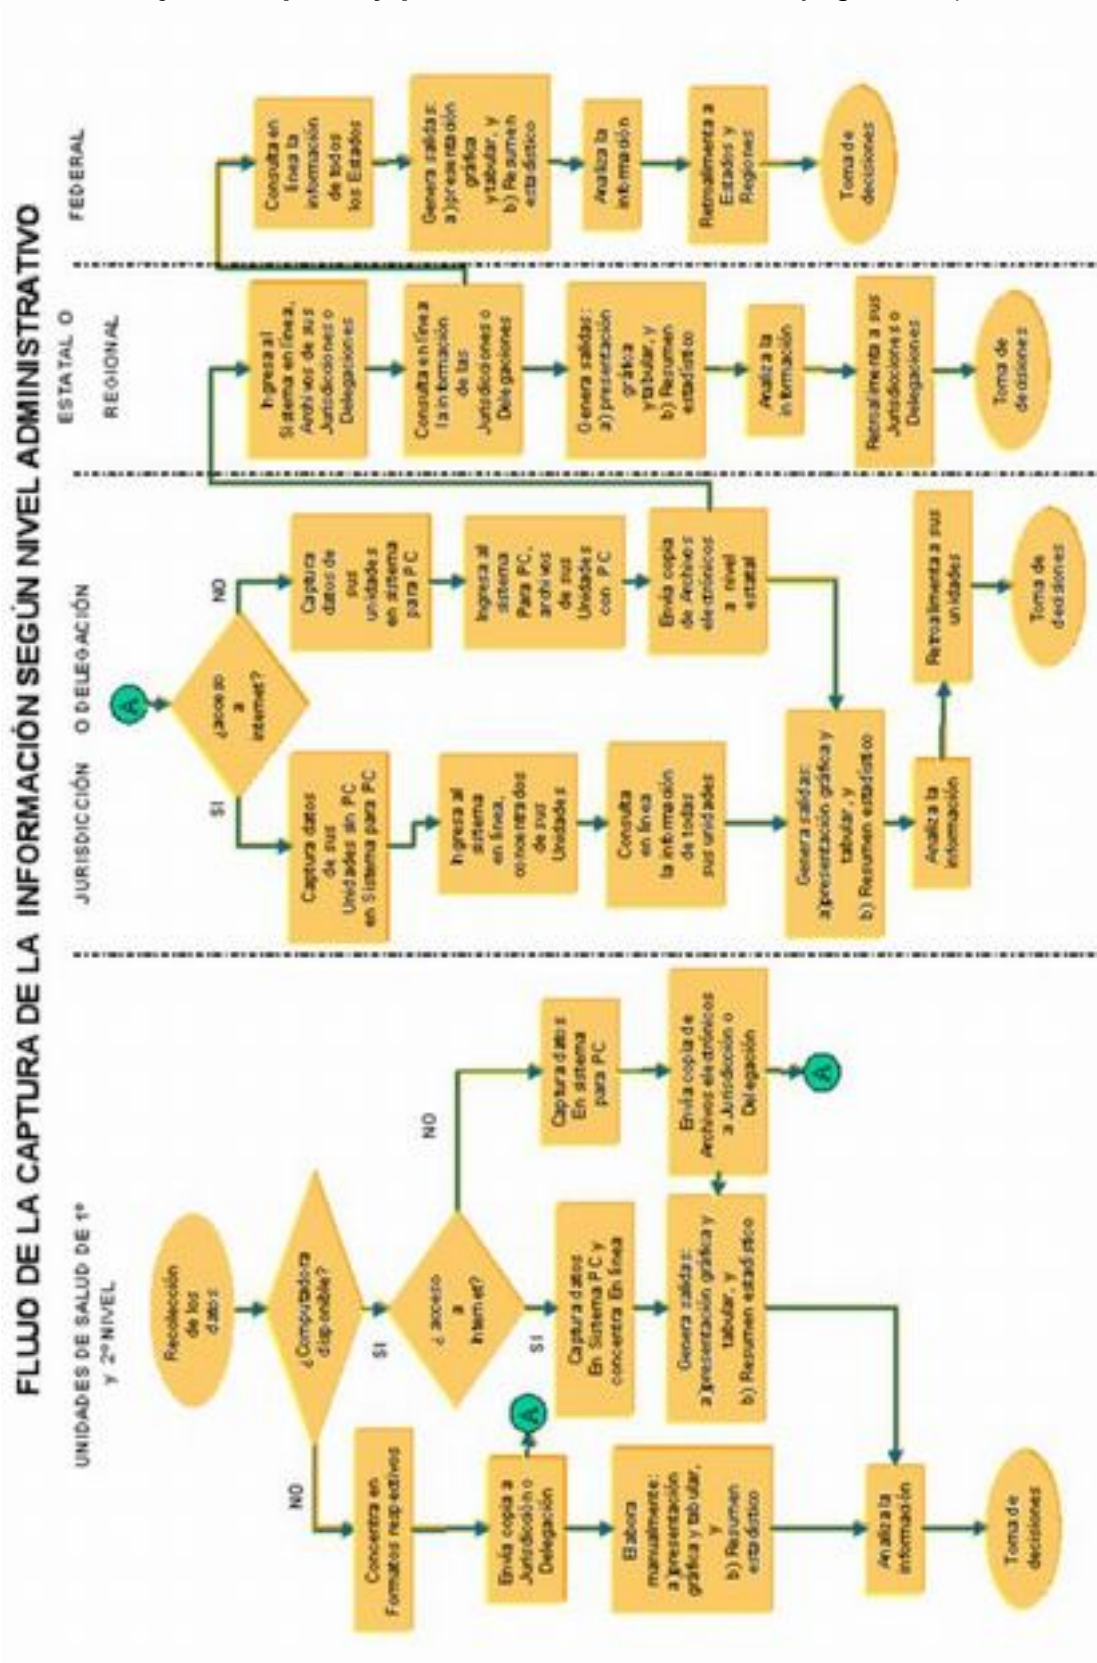 FLUJO DE LA CAPTURA DE LA INFORMACIÓN SEGÚN NIVEL ADMINISTRATIVO
UNIDADES DE SALUD DE 1º
y 2º NIVEL
Recolección
de los
datos
¿Computadora
disponible?
NO
SI
Concentra en
Formatos respectivos
Envía copia a
Jurisdicción o
Delegación
A
Elabora
manualmente:
a)presentación
gráfica y tabular,
y
b) Resumen
estadístico
¿acceso
a
Internet?
NO
SI
Captura datos
En Sistema PC y
concentra En línea
Captura datos
En sistema
para PC
Envía copia de
Archivos electrónicos
a Jurisdicción o
Delegación
A
Genera salidas:
a)presentación gráfica y
tabular, y
b) Resumen estadístico
Analiza la
información
Toma de
decisiones
JURISDICCIÓN O DELEGACIÓN
A
¿acceso
a
internet?
SI
NO
Captura datos
de sus
Unidades sin PC
en Sistema para PC
Ingresa al
sistema
en línea,
concentrados
de sus
Unidades
Consulta
en línea
la información
de todas
sus unidades
Captura
datos de
sus
unidades
en sistema
para PC
Ingresa al
sistema
Para PC,
archivos
de sus
Unidades
con PC
Envía copia
de Archivos
electrónicos
a nivel
estatal
Genera salidas:
a)presentación gráfica y
tabular, y
b) Resumen estadístico
Analiza la
información
Retroalimenta a sus
unidades
Toma de
decisiones
ESTATAL O
REGIONAL
Ingresa al
Sistema en línea,
Archivos de sus
Jurisdicciones o
Delegaciones
Consulta en línea
la información
de las
Jurisdicciones o
Delegaciones
Genera salidas:
a)presentación
gráfica
y tabular, y
b) Resumen
estadístico
Analiza la
información
Retroalimenta a sus
Jurisdicciones o
Delegaciones
Toma de
decisiones
FEDERAL
Consulta en
línea la
información
de todos
los Estados
Genera salidas:
a)presentación
gráfica
y tabular, y
b) Resumen
estadístico
Analiza la
información
Retroalimenta a
Estados y
Regiones
Toma de
decisiones